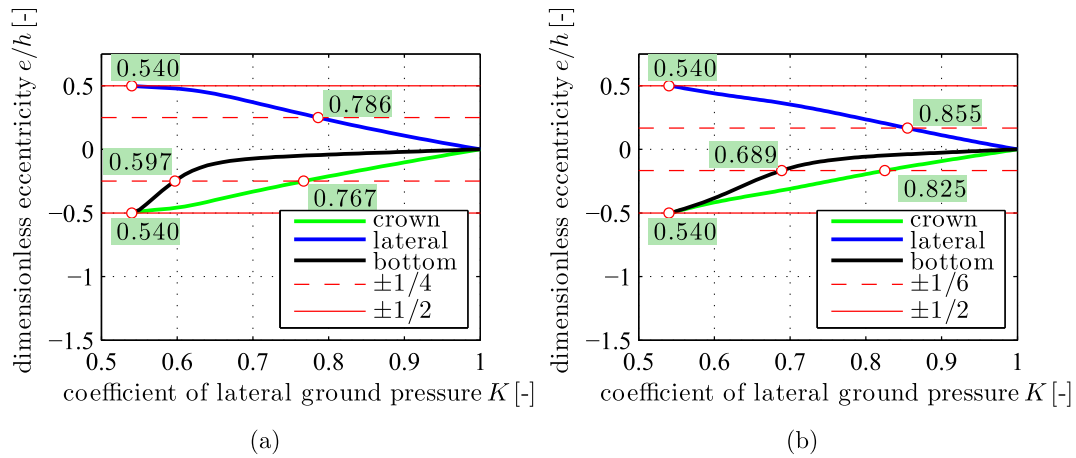 dimensionless eccentricity e/h [-]
0.5
0
−0.5
−1
−1.5
0.540
0.786
0.597
0.767
0.540
crown
lateral
bottom
±1/4
±1/2
0.5 0.6 0.7 0.8 0.9 1
coefficient of lateral ground pressure K [-]
(a)
dimensionless eccentricity e/h [-]
0.5
0
−0.5
−1
−1.5
0.540
0.855
0.689
0.825
0.540
crown
lateral
bottom
±1/6
±1/2
0.5 0.6 0.7 0.8 0.9 1
coefficient of lateral ground pressure K [-]
(b)